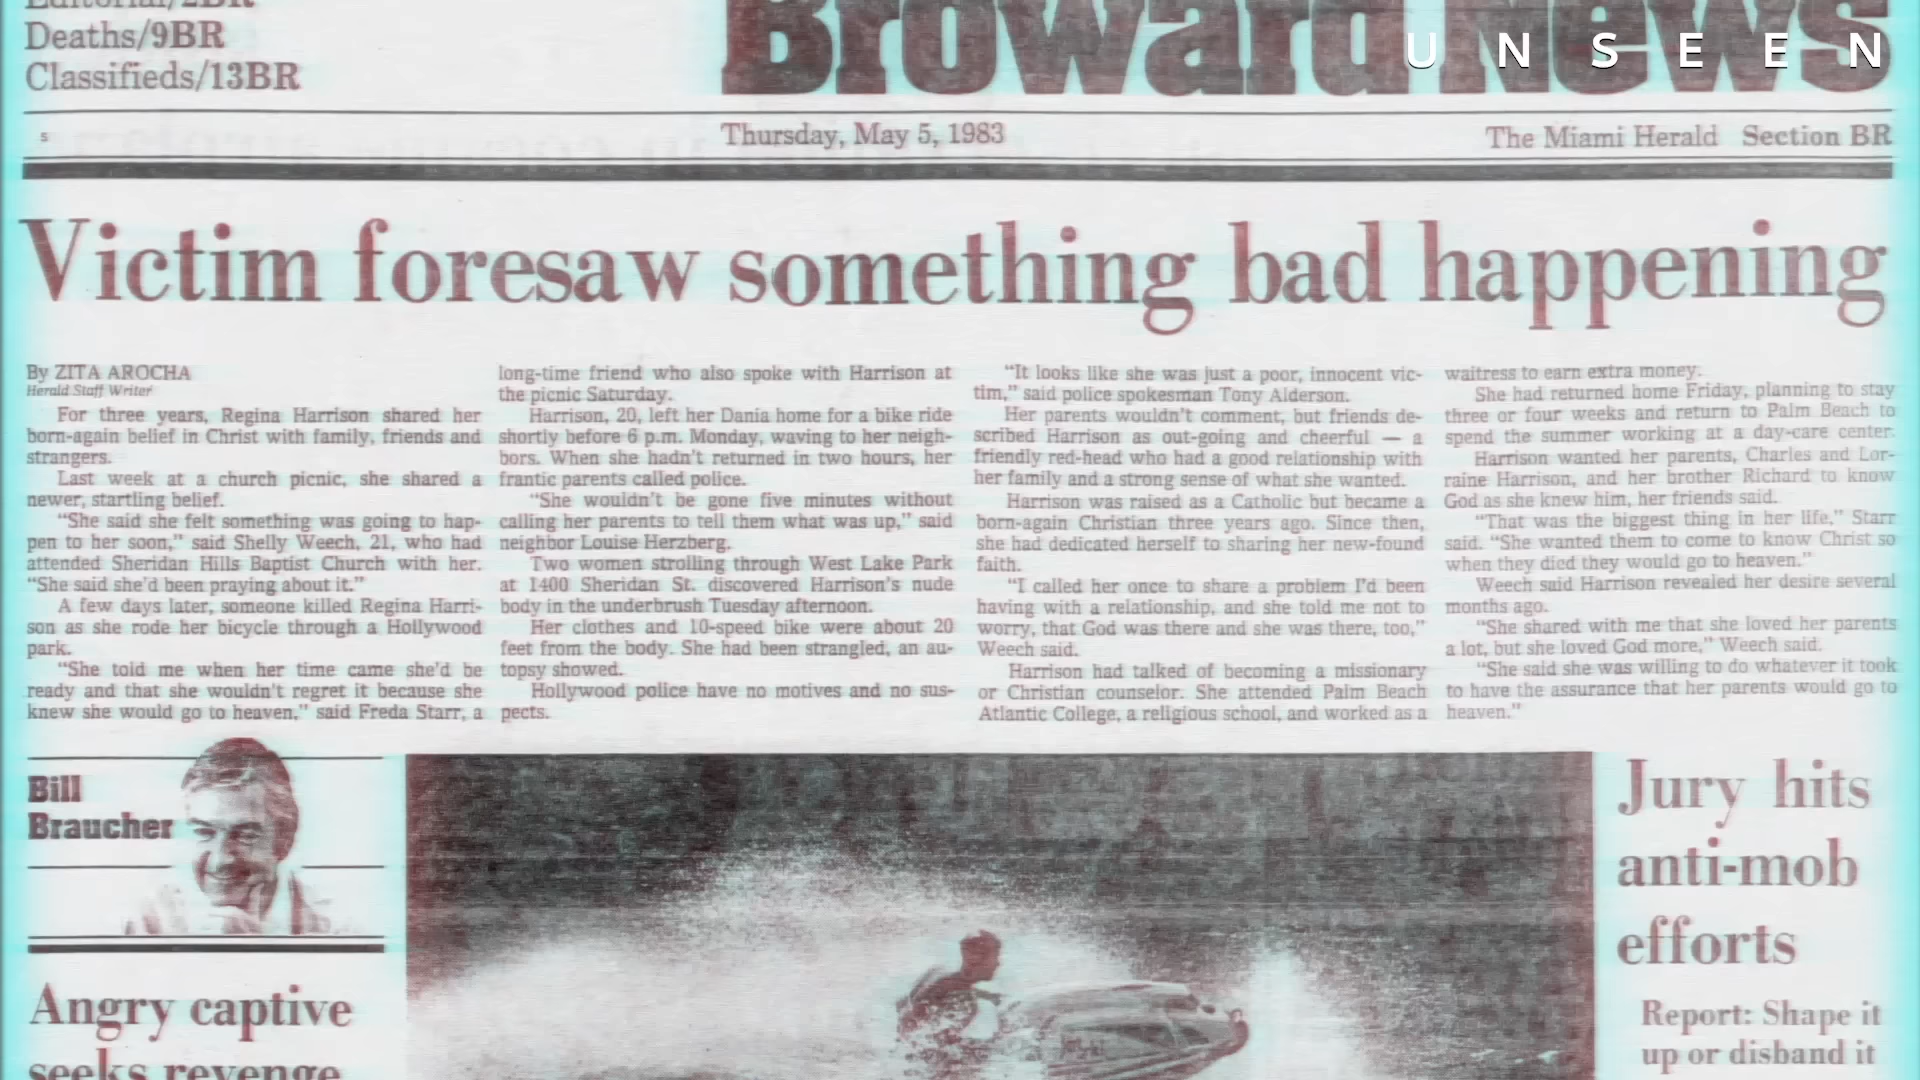 Editorial/2BR
Deaths/9BR
Classifieds/13BR
Broward News
UNSEEN
5
Thursday, May 5, 1983
The Miami Herald Section BR
Victim foresaw something bad happening
By ZITA AROCHA
Herald Staff Writer
For three years, Regina Harrison shared her
born-again belief in Christ with family, friends and
strangers.
Last week at a church picnic, she shared a
newer, startling belief.
“She said she felt something was going to hap-
pen to her soon,” said Shelly Weech, 21, who had
attended Sheridan Hills Baptist Church with her.
“She said she’d been praying about it.”
A few days later, someone killed Regina Harri-
son as she rode her bicycle through a Hollywood
park.
“She told me when her time came she’d be
ready and that she wouldn’t regret it because she
knew she would go to heaven,” said Freda Starr, a
long-time friend who also spoke with Harrison at
the picnic Saturday.
Harrison, 20, left her Dania home for a bike ride
shortly before 6 p.m. Monday, waving to her neigh-
bors. When she hadn’t returned in two hours, her
frantic parents called police.
“She wouldn’t be gone five minutes without
calling her parents to tell them what was up,” said
neighbor Louise Herzberg.
Two women strolling through West Lake Park
at 1400 Sheridan St. discovered Harrison’s nude
body in the underbrush Tuesday afternoon.
Her clothes and 10-speed bike were about 20
feet from the body. She had been strangled, an au-
topsy showed.
Hollywood police have no motives and no sus-
pects.
“It looks like she was just a poor, innocent vic-
tim,” said police spokesman Tony Alderson.
Her parents wouldn’t comment, but friends de-
scribed Harrison as out-going and cheerful — a
friendly red-head who had a good relationship with
her family and a strong sense of what she wanted.
Harrison was raised as a Catholic but became a
born-again Christian three years ago. Since then,
she had dedicated herself to sharing her new-found
faith.
“I called her once to share a problem I’d been
having with a relationship, and she told me not to
worry, that God was there and she was there, too,”
Weech said.
Harrison had talked of becoming a missionary
or Christian counselor. She attended Palm Beach
Atlantic College, a religious school, and worked as a
waitress to earn extra money.
She had returned home Friday, planning to stay
three or four weeks and return to Palm Beach to
spend the summer working at a day-care center.
Harrison wanted her parents, Charles and Lor-
raine Harrison, and her brother Richard to know
God as she knew him, her friends said.
“That was the biggest thing in her life,” Starr
said. “She wanted them to come to know Christ so
when they died they would go to heaven.”
Weech said Harrison revealed her desire several
months ago.
“She shared with me that she loved her parents
a lot, but she loved God more,” Weech said.
“She said she was willing to do whatever it took
to have the assurance that her parents would go to
heaven.”
Bill
Braucher
Angry captive
seeks revenge
Jury hits
anti-mob
efforts
Report: Shape it
up or disband it